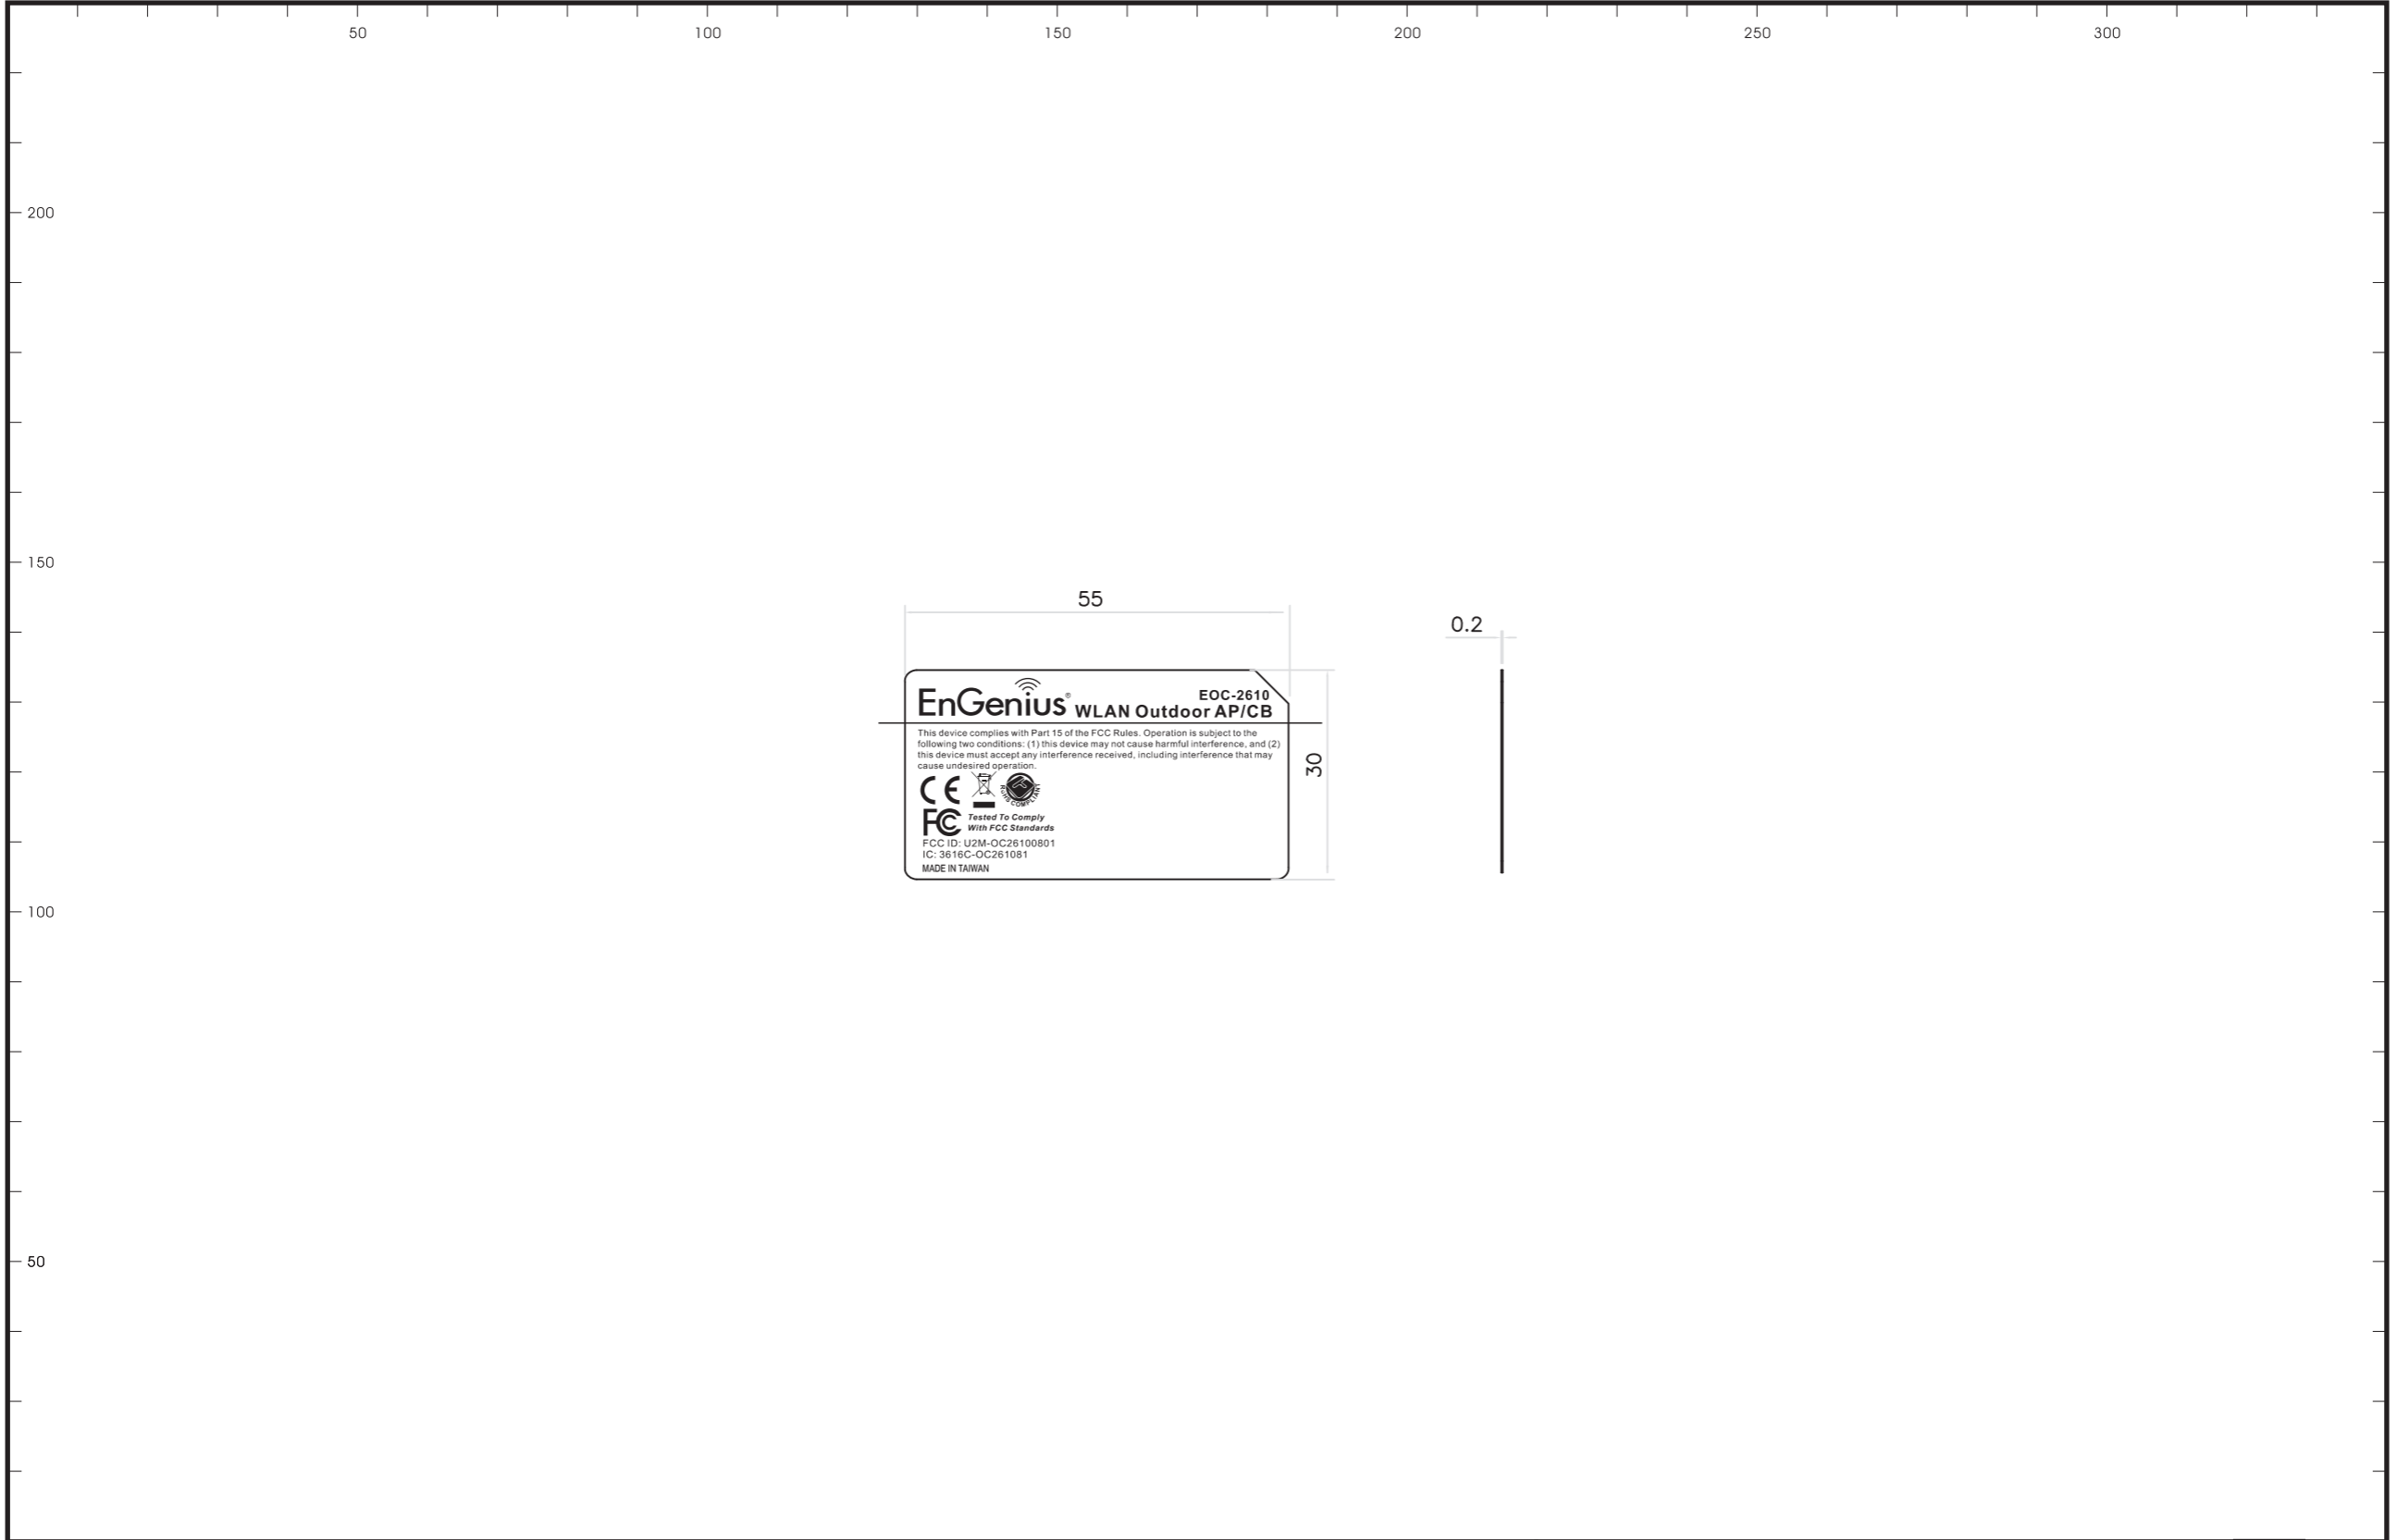 50 100 150 200 250 300
200
150
100
50
55
0.2
30
EnGenius®
EOC-2610
WLAN Outdoor AP/CB
This device complies with Part 15 of the FCC Rules. Operation is subject to the
following two conditions: (1) this device may not cause harmful interference, and (2)
this device must accept any interference received, including interference that may
cause undesired operation.
CE
RoHS COMPLIANT
FC
Tested To Comply
With FCC Standards
FCC ID: U2M-OC26100801
IC: 3616C-OC261081
MADE IN TAIWAN